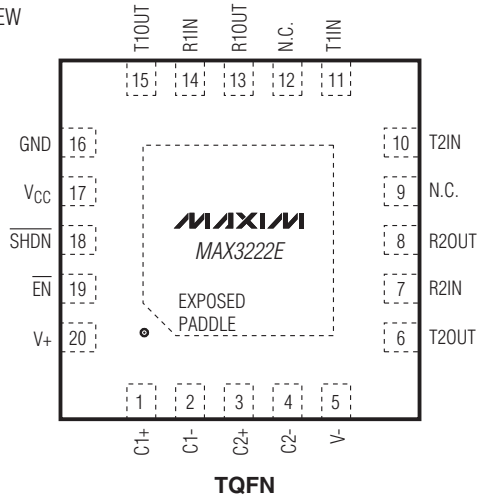 EW
T1OUT
R1IN
R1OUT
N.C.
T1IN
15 14 13 12 11
GND 16
VCC 17
SHDN 18
EN 19
V+ 20
10 T2IN
9 N.C.
8 R2OUT
7 R2IN
6 T2OUT
MAXIM
MAX3222E
EXPOSED
PADDLE
1 2 3 4 5
C1+
C1-
C2+
C2-
V-
TQFN